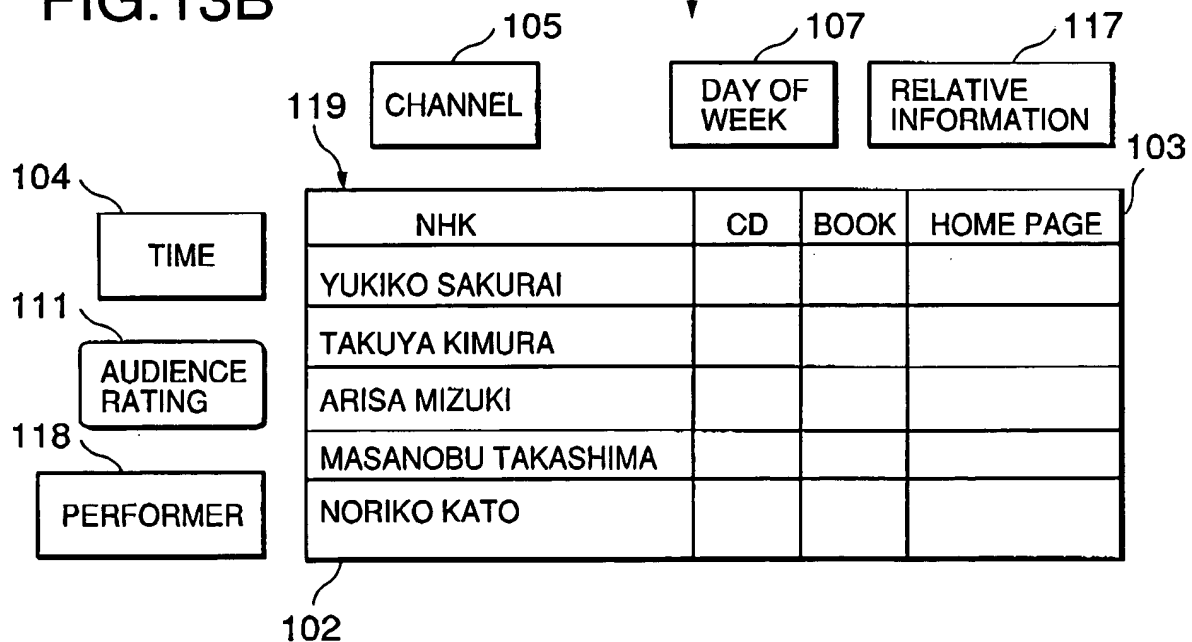 FIG.13B
105
107
117
CHANNEL
DAY OF
WEEK
RELATIVE
INFORMATION
119
103
104
TIME
NHK CD BOOK HOME PAGE
YUKIKO SAKURAI
111
TAKUYA KIMURA
AUDIENCE
RATING
ARISA MIZUKI
118
MASANOBU TAKASHIMA
PERFORMER
NORIKO KATO
102